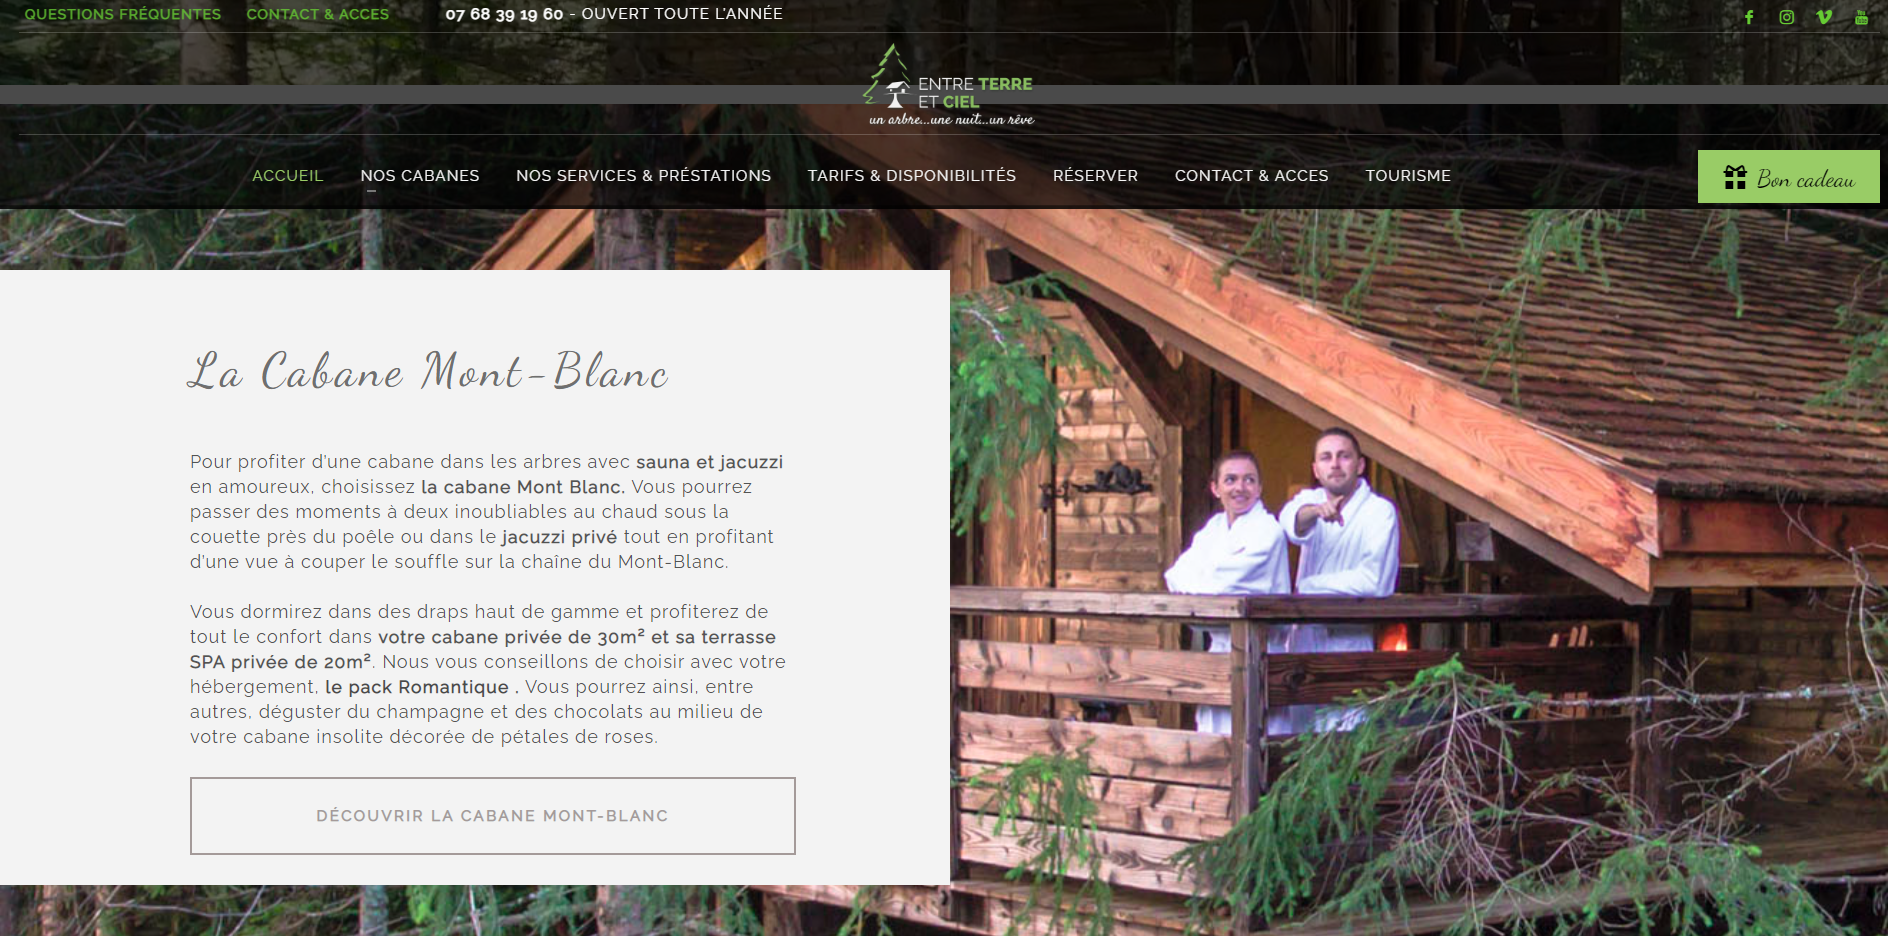 QUESTIONS FRÉQUENTES CONTACT & ACCES 07 68 39 19 60 - OUVERT TOUTE L'ANNÉE
ENTRE TERRE
ET CIEL
un arbre...une nuit...un rêve
ACCUEIL NOS CABANES NOS SERVICES & PRÉSTATIONS TARIFS & DISPONIBILITÉS RÉSERVER CONTACT & ACCES TOURISME
Bon cadeau
La Cabane Mont-Blanc
Pour profiter d'une cabane dans les arbres avec sauna et jacuzzi
en amoureux, choisissez la cabane Mont Blanc. Vous pourrez
passer des moments à deux inoubliables au chaud sous la
couette près du poêle ou dans le jacuzzi privé tout en profitant
d'une vue à couper le souffle sur la chaîne du Mont-Blanc.
Vous dormirez dans des draps haut de gamme et profiterez de
tout le confort dans votre cabane privée de 30m² et sa terrasse
SPA privée de 20m². Nous vous conseillons de choisir avec votre
hébergement, le pack Romantique . Vous pourrez ainsi, entre
autres, déguster du champagne et des chocolats au milieu de
votre cabane insolite décorée de pétales de roses.
DÉCOUVRIR LA CABANE MONT-BLANC